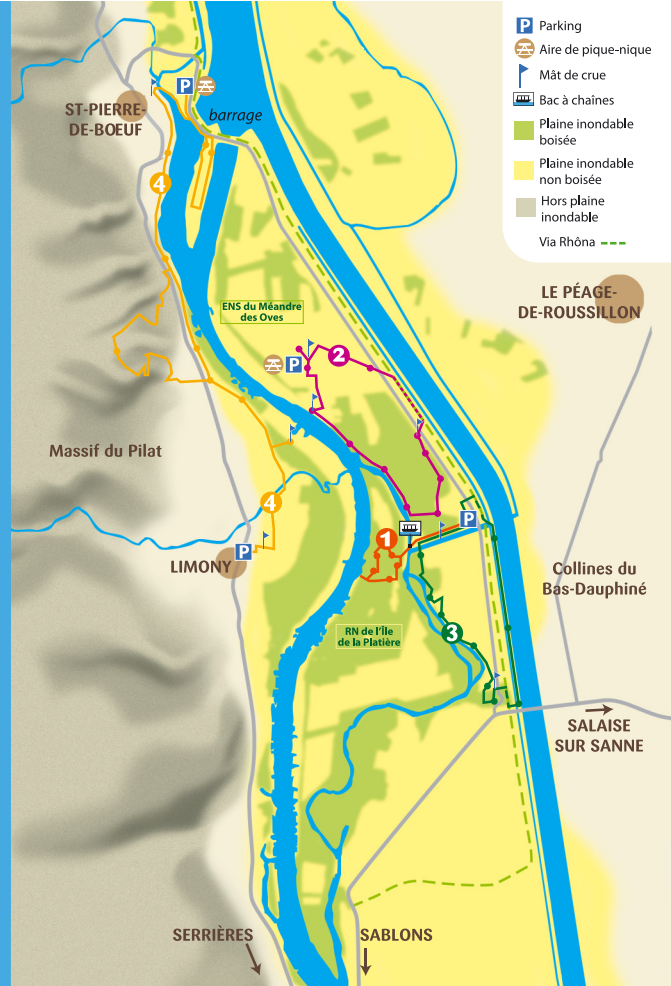 P Parking
Aire de pique-nique
Mât de crue
Bac à chaînes
Plaine inondable
boisée
Plaine inondable
non boisée
Hors plaine
inondable
Via Rhôna
P
ST-PIERRE-
DE-BOEUF
barrage
4
LE PÉAGE-
DE-ROUSSILLON
ENS du Méandre
des Oves
P
2
Massif du Pilat
4
P
1
LIMONY
P
Collines du
Bas-Dauphiné
RN de l'Île
de la Platière
3
SALAISE
SUR SANNE
SERRIÈRES
SABLONS